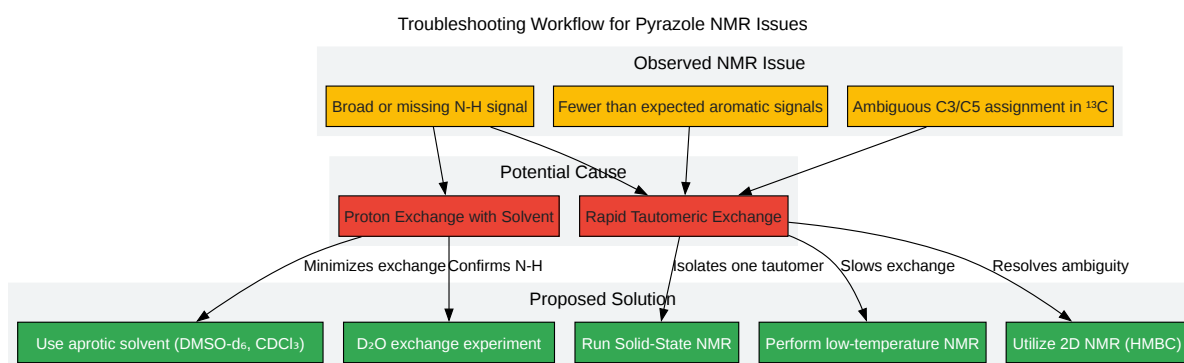 Troubleshooting Workflow for Pyrazole NMR Issues
Observed NMR Issue
Broad or missing N-H signal
Fewer than expected aromatic signals
Ambiguous C3/C5 assignment in ¹³C
Potential Cause
Proton Exchange with Solvent
Rapid Tautomeric Exchange
Minimizes exchange
Confirms N-H
Isolates one tautomer
Slows exchange
Resolves ambiguity
Proposed Solution
Use aprotic solvent (DMSO-d₆, CDCl₃)
D₂O exchange experiment
Run Solid-State NMR
Perform low-temperature NMR
Utilize 2D NMR (HMBC)